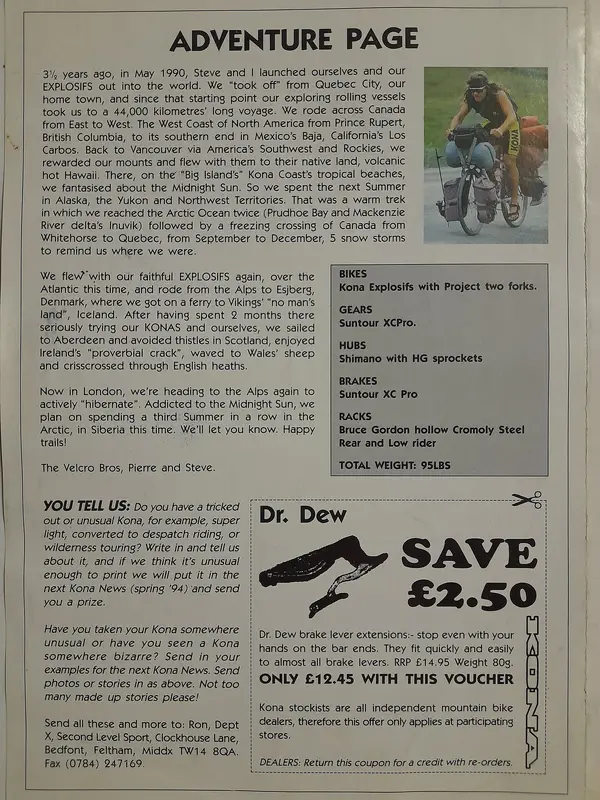 ADVENTURE PAGE
3½ years ago, in May 1990, Steve and I launched ourselves and our
EXPLOSIFS out into the world. We "took off" from Quebec City, our
home town, and since that starting point our exploring rolling vessels
took us to a 44,000 kilometres' long voyage. We rode across Canada
from East to West. The West Coast of North America from Prince Rupert,
British Columbia, to its southern end in Mexico's Baja, California's Los
Carbos. Back to Vancouver via America's Southwest and Rockies, we
rewarded our mounts and flew with them to their native land, volcanic
hot Hawaii. There, on the "Big Island's" Kona Coast's tropical beaches,
we fantasised about the Midnight Sun. So we spent the next Summer
in Alaska, the Yukon and Northwest Territories. That was a warm trek
in which we reached the Arctic Ocean twice (Prudhoe Bay and Mackenzie
River delta's Inuvik) followed by a freezing crossing of Canada from
Whitehorse to Quebec, from September to December, 5 snow storms
to remind us where we were.
KONA
We flew with our faithful EXPLOSIFS again, over the
Atlantic this time, and rode from the Alps to Esjberg,
Denmark, where we got on a ferry to Vikings' "no man's
land", Iceland. After having spent 2 months there
seriously trying our KONAS and ourselves, we sailed
to Aberdeen and avoided thistles in Scotland, enjoyed
Ireland's "proverbial crack", waved to Wales' sheep
and crisscrossed through English heaths.
Now in London, we're heading to the Alps again to
actively "hibernate". Addicted to the Midnight Sun, we
plan on spending a third Summer in a row in the
Arctic, in Siberia this time. We'll let you know. Happy
trails!
The Velcro Bros, Pierre and Steve.
BIKES
Kona Explosifs with Project two forks.
GEARS
Suntour XCPro.
HUBS
Shimano with HG sprockets
BRAKES
Suntour XC Pro
RACKS
Bruce Gordon hollow Cromoly Steel
Rear and Low rider
TOTAL WEIGHT: 95LBS
YOU TELL US: Do you have a tricked
out or unusual Kona, for example, super
light, converted to despatch riding, or
wilderness touring? Write in and tell us
about it, and if we think it's unusual
enough to print we will put it in the
next Kona News (spring '94) and send
you a prize.
Have you taken your Kona somewhere
unusual or have you seen a Kona
somewhere bizarre? Send in your
examples for the next Kona News. Send
photos or stories in as above. Not too
many made up stories please!
Send all these and more to: Ron, Dept
X, Second Level Sport, Clockhouse Lane,
Bedfont, Feltham, Middx TW14 8QA.
Fax (0784) 247169.
Dr. Dew
SAVE
£2.50
Dr. Dew brake lever extensions:- stop even with your
hands on the bar ends. They fit quickly and easily
to almost all brake levers. RRP £14.95 Weight 80g.
ONLY £12.45 WITH THIS VOUCHER
Kona stockists are all independent mountain bike
dealers, therefore this offer only applies at participating
stores.
DEALERS: Return this coupon for a credit with re-orders.
KONA